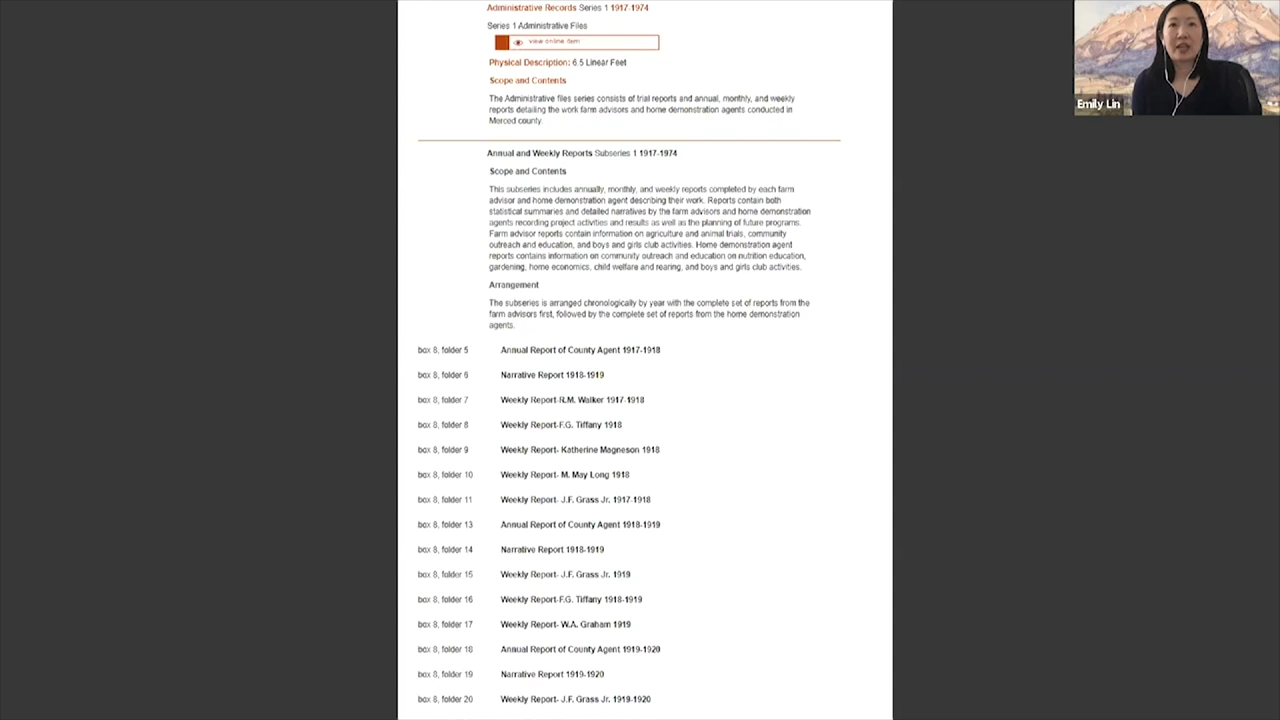 Administrative Records Series 1 1917-1974
Series 1 Administrative Files
view online item
Physical Description: 6.5 Linear Feet
Scope and Contents
The Administrative files series consists of trial reports and annual, monthly, and weekly
reports detailing the work farm advisors and home demonstration agents conducted in
Merced county.
Annual and Weekly Reports Subseries 1 1917-1974
Scope and Contents
This subseries includes annually, monthly, and weekly reports completed by each farm
advisor and home demonstration agent describing their work. Reports contain both
statistical summaries and detailed narratives by the farm advisors and home demonstration
agents recording project activities and results as well as the planning of future programs.
Farm advisor reports contain information on agriculture and animal trials, community
outreach and education, and boys and girls club activities. Home demonstration agent
reports contains information on community outreach and education on nutrition education,
gardening, home economics, child welfare and rearing, and boys and girls club activities.
Arrangement
The subseries is arranged chronologically by year with the complete set of reports from the
farm advisors first, followed by the complete set of reports from the home demonstration
agents.
box 8, folder 5 Annual Report of County Agent 1917-1918
box 8, folder 6 Narrative Report 1918-1919
box 8, folder 7 Weekly Report-R.M. Walker 1917-1918
box 8, folder 8 Weekly Report-F.G. Tiffany 1918
box 8, folder 9 Weekly Report- Katherine Magneson 1918
box 8, folder 10 Weekly Report- M. May Long 1918
box 8, folder 11 Weekly Report- J.F. Grass Jr. 1917-1918
box 8, folder 13 Annual Report of County Agent 1918-1919
box 8, folder 14 Narrative Report 1918-1919
box 8, folder 15 Weekly Report- J.F. Grass Jr. 1919
box 8, folder 16 Weekly Report-F.G. Tiffany 1918-1919
box 8, folder 17 Weekly Report- W.A. Graham 1919
box 8, folder 18 Annual Report of County Agent 1919-1920
box 8, folder 19 Narrative Report 1919-1920
box 8, folder 20 Weekly Report- J.F. Grass Jr. 1919-1920
Emily Lin